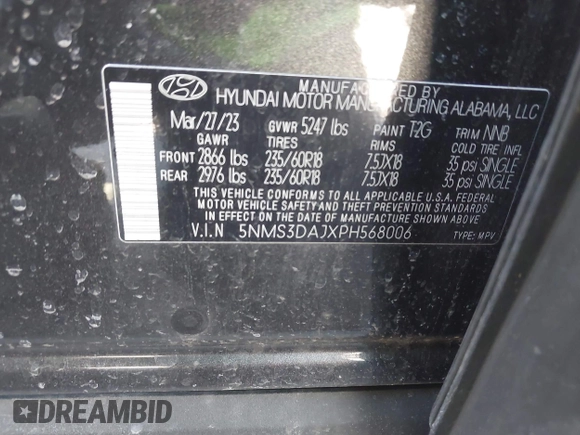 MANUFACTURED BY
HYUNDAI MOTOR MANUFACTURING ALABAMA, LLC
Mar/27/23 GVWR 5247 lbs PAINT T2G TRIM NNB
GAWR TIRES RIMS COLD TIRE INFL
FRONT 2866 lbs 235/60R18 7.5JX18 35 psi SINGLE
REAR 2976 lbs 235/60R18 7.5JX18 35 psi SINGLE
THIS VEHICLE CONFORMS TO ALL APPLICABLE U.S.A. FEDERAL
MOTOR VEHICLE SAFETY AND THEFT PREVENTION STANDARDS
IN EFFECT ON THE DATE OF MANUFACTURE SHOWN ABOVE.
V.I.N 5NMS3DAJXPH568006 TYPE: MPV
DREAMBID